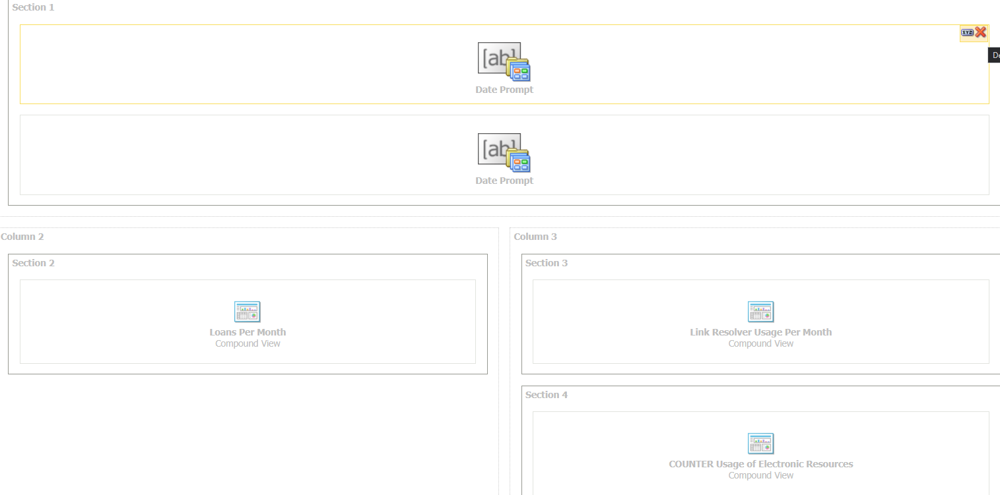 Section 1
XYZ
[ab]
Date Prompt
[ab]
Date Prompt
Column 2
Column 3
Section 2
Section 3
Loans Per Month
Compound View
Link Resolver Usage Per Month
Compound View
Section 4
COUNTER Usage of Electronic Resources
Compound View